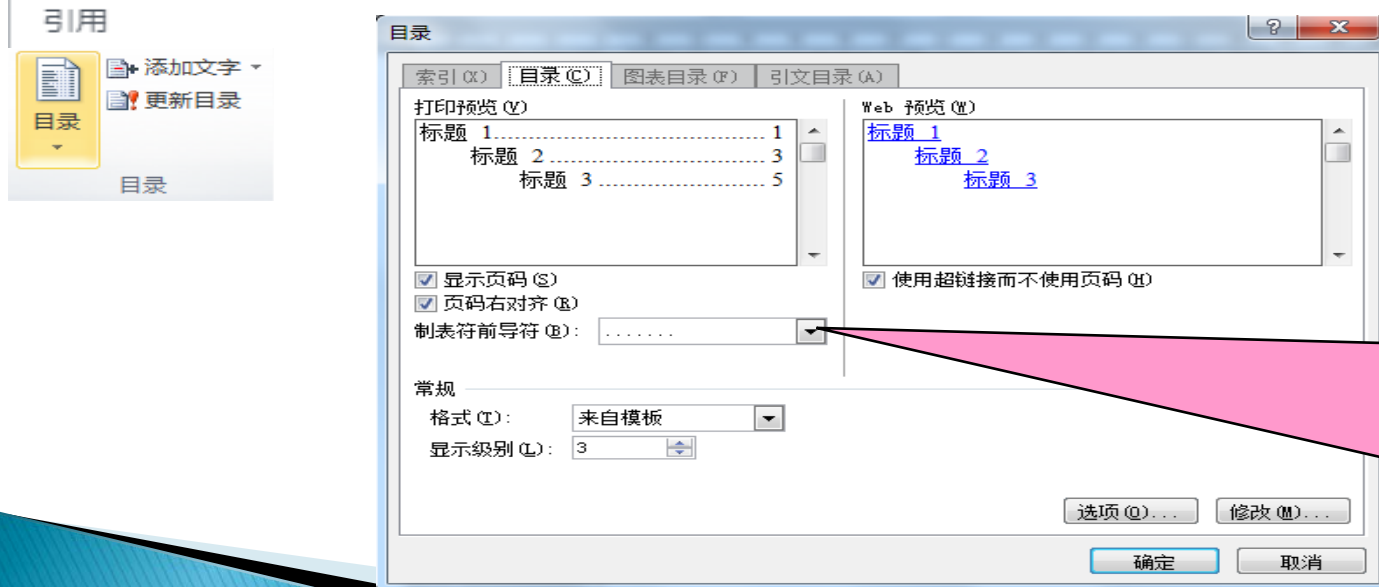 引用
添加文字
更新目录
目录
目录
目录
索引(X) 目录(C) 图表目录(F) 引文目录(A)
打印预览(V)
标题 1.................................... 1
标题 2............................ 3
标题 3....................... 5
Web 预览(W)
标题 1
标题 2
标题 3
显示页码(S)
页码右对齐(R)
使用超链接而不使用页码(H)
制表符前导符(B): .......
常规
格式(T): 来自模板
显示级别(L): 3
选项(O)... 修改(M)...
确定 取消